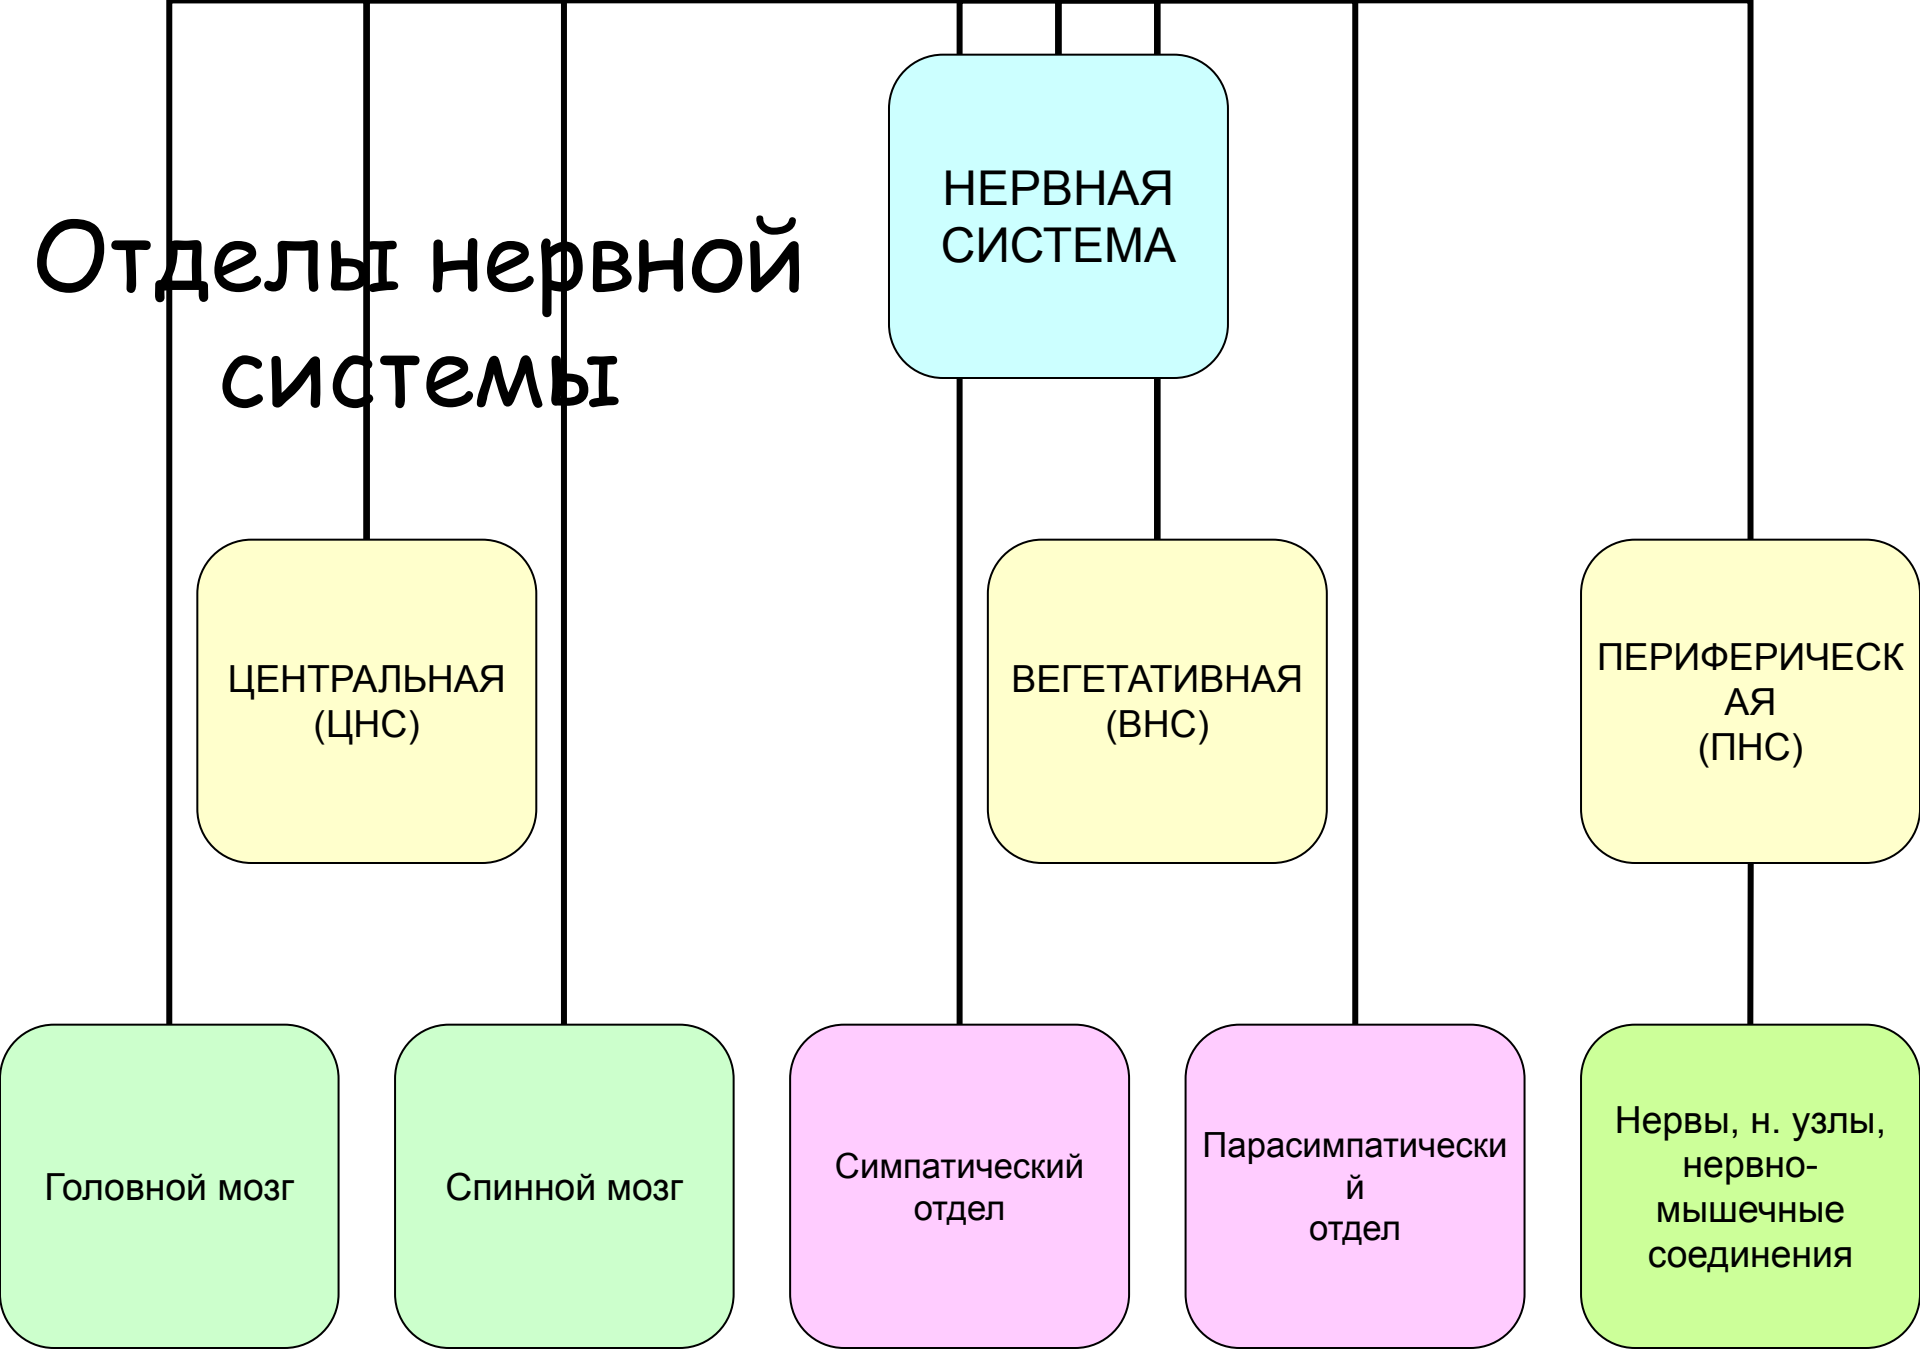 Отделы нервной
системы
НЕРВНАЯ
СИСТЕМА
ЦЕНТРАЛЬНАЯ
(ЦНС)
ВЕГЕТАТИВНАЯ
(ВНС)
ПЕРИФЕРИЧЕСК
АЯ
(ПНС)
Головной мозг
Спинной мозг
Симпатический
отдел
Парасимпатически
й
отдел
Нервы, н. узлы,
нервно-
мышечные
соединения